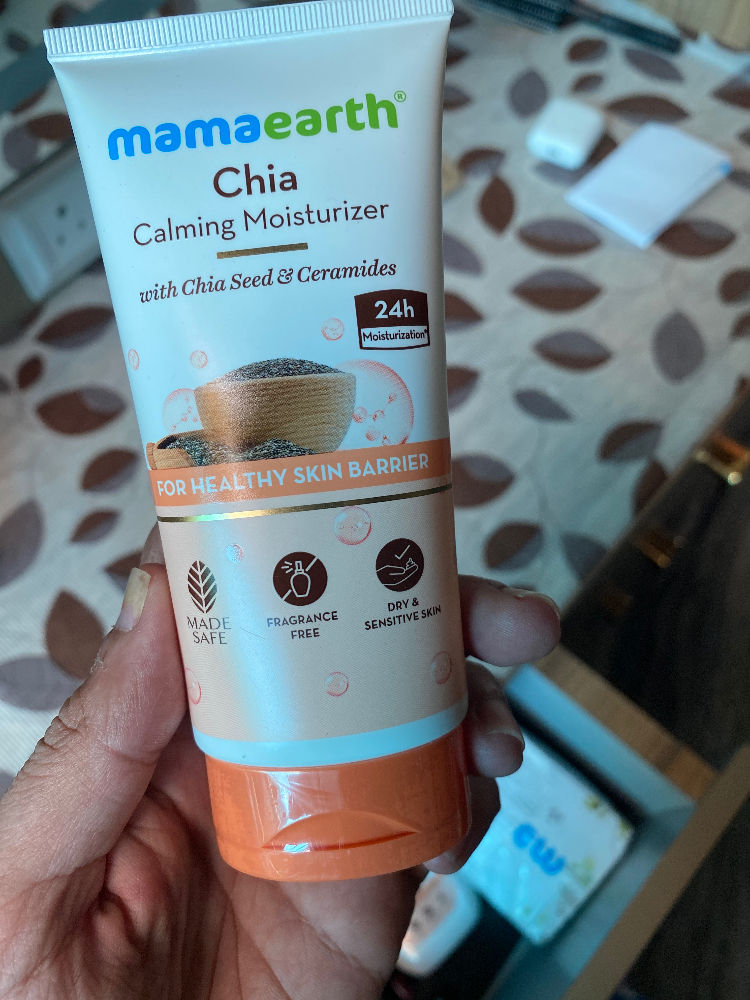 mamaearth®
Chia
Calming Moisturizer
with Chia Seed & Ceramides
24h
Moisturization*
FOR HEALTHY SKIN BARRIER
MADE
SAFE
FRAGRANCE
FREE
DRY &
SENSITIVE SKIN